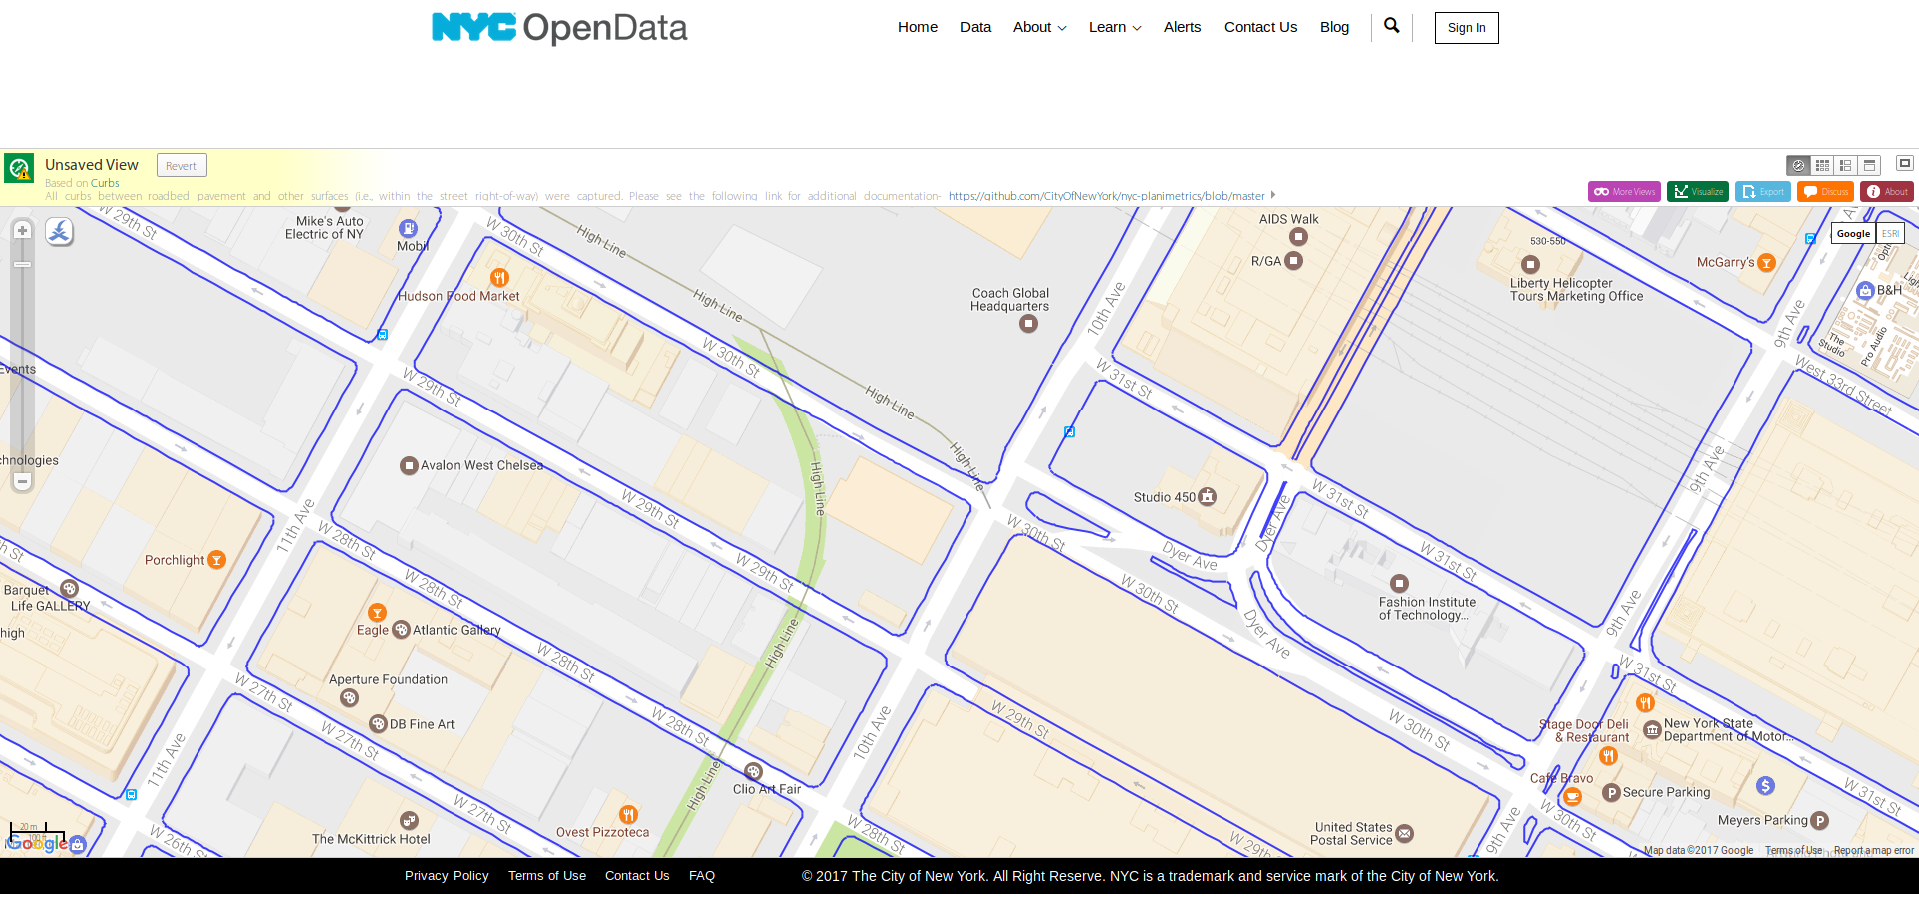 NYC OpenData
Home Data About Learn Alerts Contact Us Blog Sign In
Unsaved View Revert
Based on Curbs
All curbs between roadbed pavement and other surfaces (i.e., within the street right-of-way) were captured. Please see the following link for additional documentation- https://github.com/CityOfNewYork/nyc-planimetrics/blob/master
More Views Visualize Export Discuss About
Google ESRI
W 29th St
Mike's Auto
Electric of NY
Mobil
W 30th St
High Line
AIDS Walk
R/GA
530-550
Liberty Helicopter
Tours Marketing Office
McGarry's
B&H
9th Ave
The
Studio
Pro Audio
West 33rd Street
Hudson Food Market
High Line
Coach Global
Headquarters
10th Ave
W 30th St
W 31st St
Events
W 29th St
High Line
High Line
chnologies
Avalon West Chelsea
High Line
9th Ave
W 29th St
Studio 450
W 31st St
11th Ave
W 28th St
W 30th St
Dyer Ave
Dyer Ave
W 31st St
Porchlight
W 28th St
W 29th St
W 30th St
Fashion Institute
of Technology...
9th Ave
Barquet
Life GALLERY
high
Eagle
Atlantic Gallery
High Line
Dyer Ave
W 28th St
W 31st St
Aperture Foundation
W 27th St
DB Fine Art
W 28th St
W 29th St
W 30th St
Stage Door Deli
& Restaurant
New York State
Department of Motor...
11th Ave
W 27th St
10th Ave
High Line
Clio Art Fair
Cafe Bravo
Secure Parking
W 31st St
W 27th St
W 26th St
The McKittrick Hotel
Ovest Pizzoteca
W 28th St
W 29th St
United States
Postal Service
9th Ave
W 30th St
Meyers Parking
20 m
100 ft
Google
Map data ©2017 Google Terms of Use Report a map error
Privacy Policy Terms of Use Contact Us FAQ © 2017 The City of New York. All Right Reserve. NYC is a trademark and service mark of the City of New York.